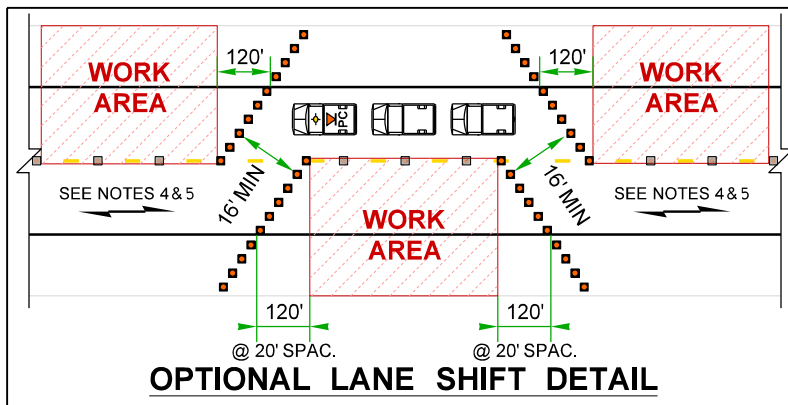 120'
120'
WORK
AREA
WORK
AREA
PC
SEE NOTES 4 & 5
16' MIN
16' MIN
SEE NOTES 4 & 5
WORK
AREA
120'
120'
@ 20' SPAC.
@ 20' SPAC.
OPTIONAL LANE SHIFT DETAIL